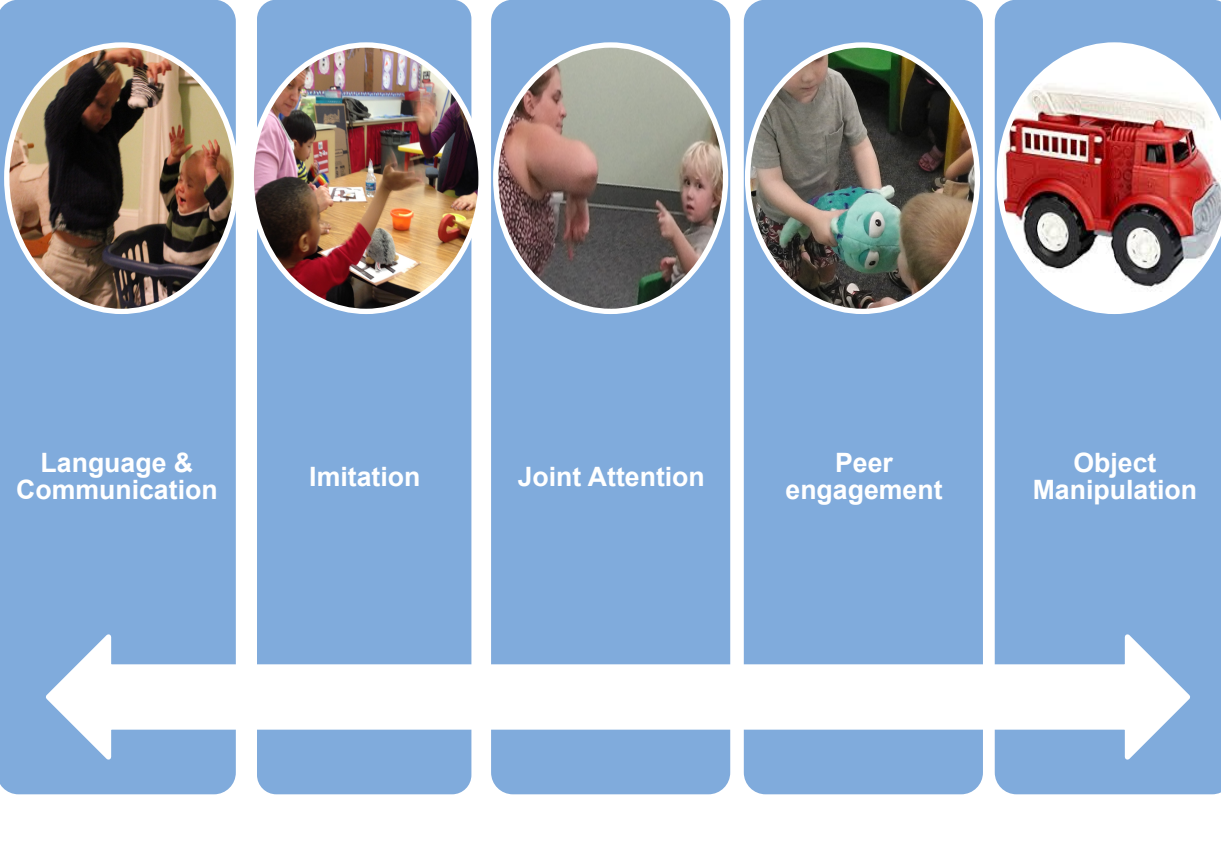 Language &
Communication
Imitation
Joint Attention
Peer
engagement
Object
Manipulation